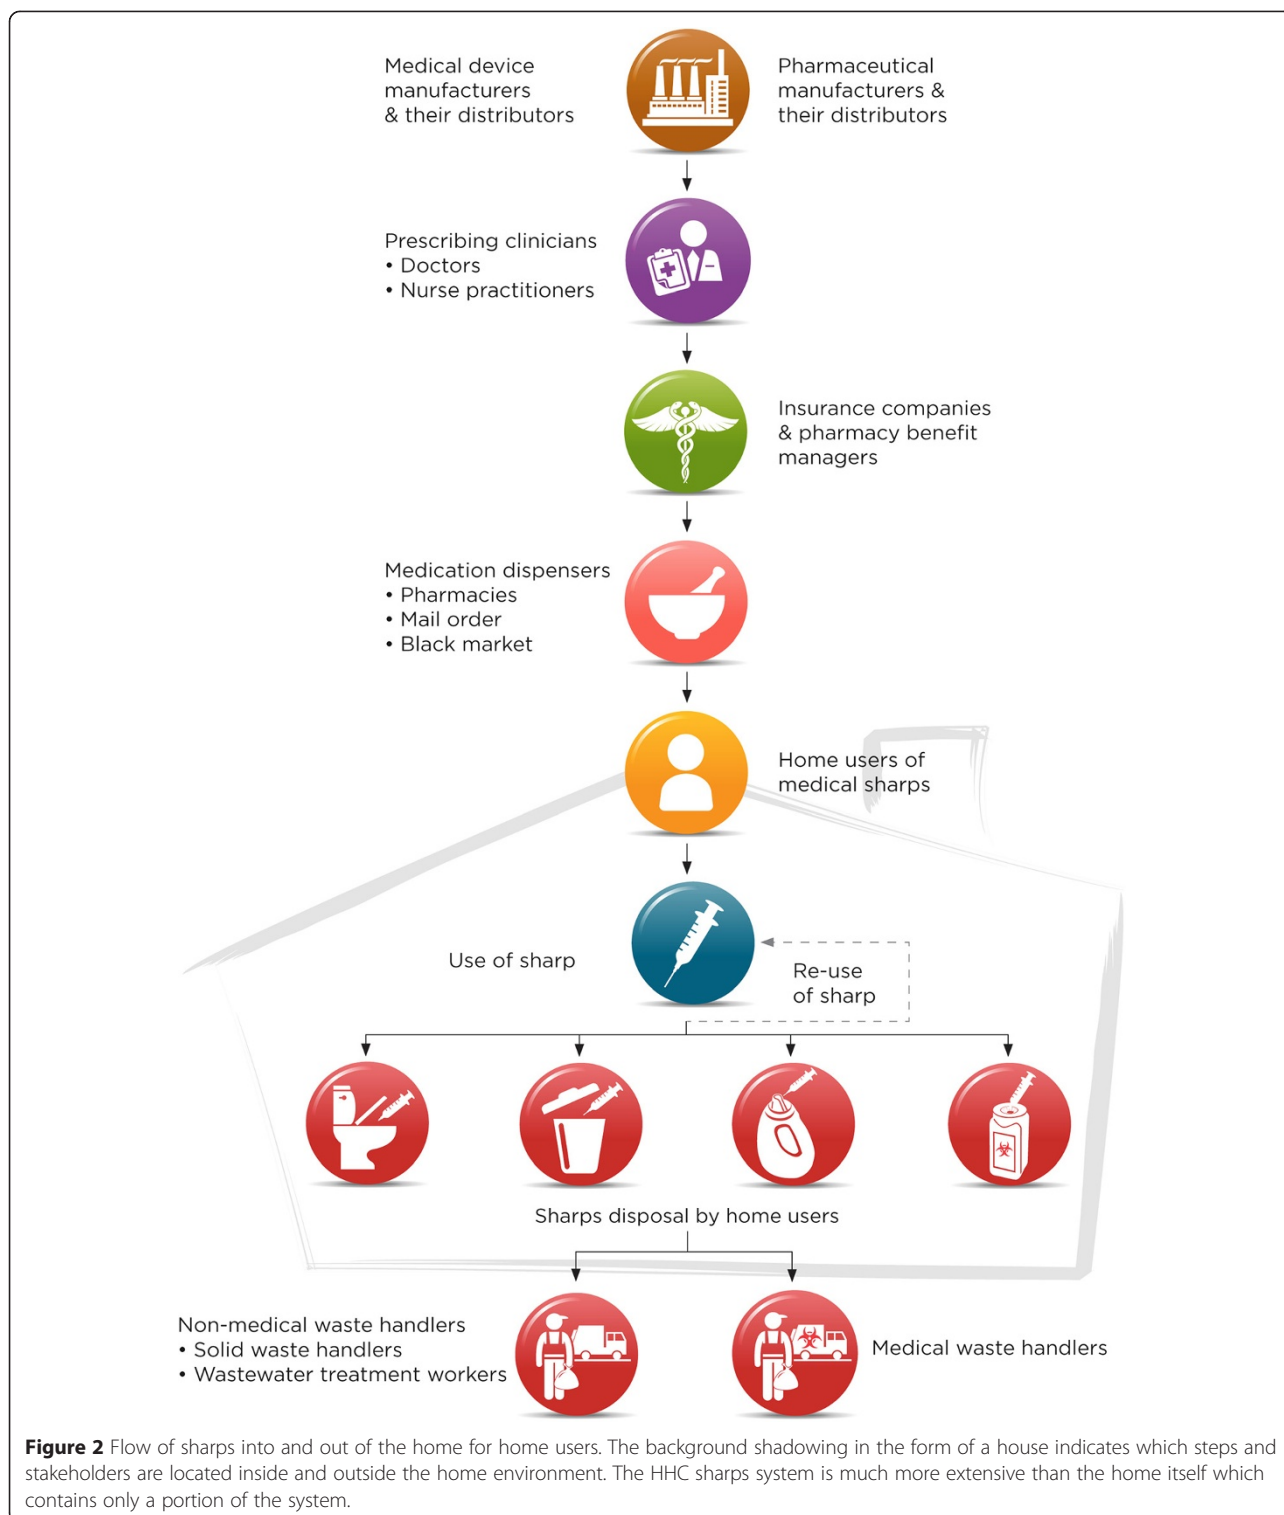 Medical device
manufacturers
& their distributors
Pharmaceutical
manufacturers &
their distributors
Prescribing clinicians
• Doctors
• Nurse practitioners
Insurance companies
& pharmacy benefit
managers
Medication dispensers
• Pharmacies
• Mail order
• Black market
Home users of
medical sharps
Use of sharp
Re-use
of sharp
Sharps disposal by home users
Non-medical waste handlers
• Solid waste handlers
• Wastewater treatment workers
Medical waste handlers
Figure 2 Flow of sharps into and out of the home for home users. The background shadowing in the form of a house indicates which steps and
stakeholders are located inside and outside the home environment. The HHC sharps system is much more extensive than the home itself which
contains only a portion of the system.